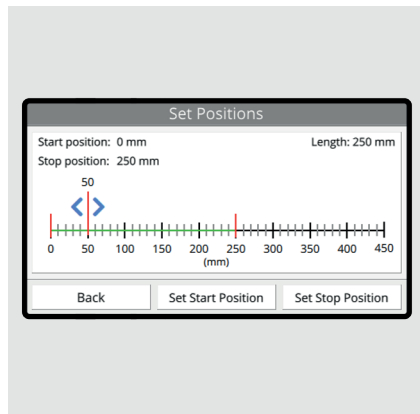 Set Positions
Start position: 0 mm
Length: 250 mm
Stop position: 250 mm
50
0 50 100 150 200 250 300 350 400 450
(mm)
Back
Set Start Position
Set Stop Position